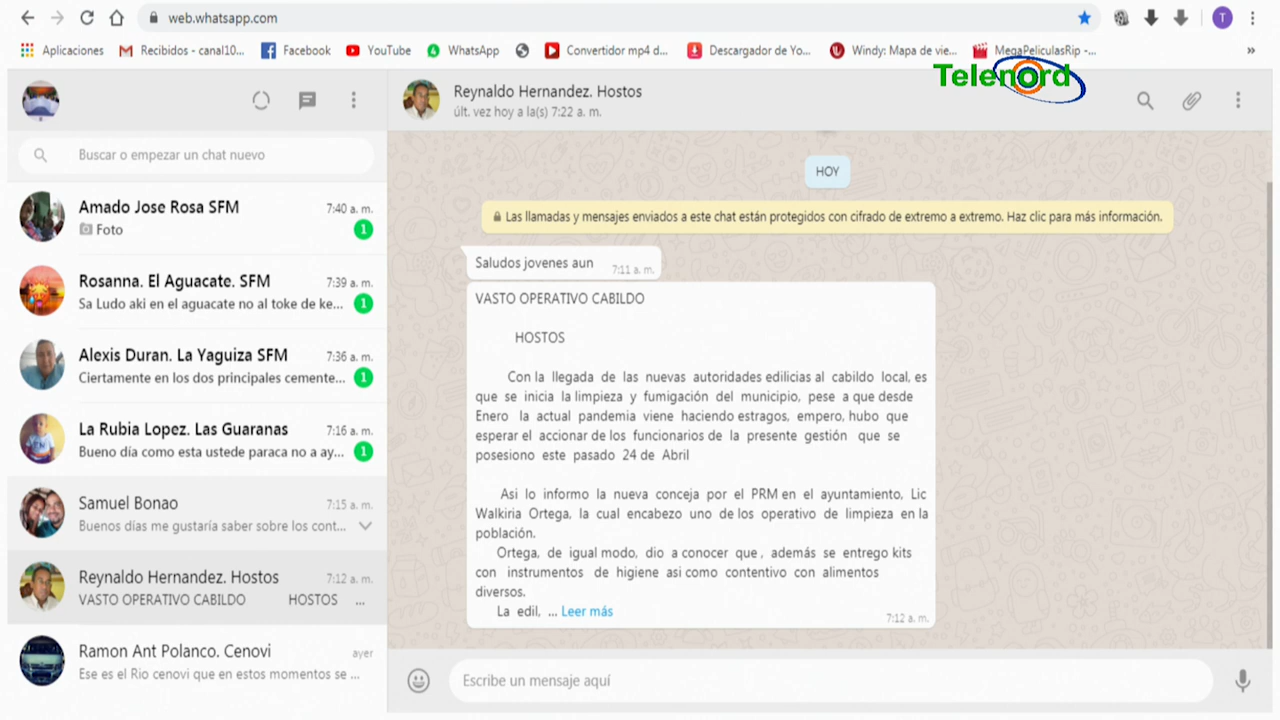 web.whatsapp.com
T
Aplicaciones
Recibidos - canal10...
Facebook
YouTube
WhatsApp
Convertidor mp4 d...
Descargador de Yo...
Windy: Mapa de vie...
MegaPeliculasRip -...
»
Telenord
Reynaldo Hernandez. Hostos
últ. vez hoy a la(s) 7:22 a. m.
Buscar o empezar un chat nuevo
Amado Jose Rosa SFM
7:40 a. m.
Foto
1
Rosanna. El Aguacate. SFM
7:39 a. m.
Sa Ludo aki en el aguacate no al toke de ke...
1
Alexis Duran. La Yaguiza SFM
7:36 a. m.
Ciertamente en los dos principales cemente...
1
La Rubia Lopez. Las Guaranas
7:16 a. m.
Bueno día como esta ustede paraca no a ay...
1
Samuel Bonao
7:15 a. m.
Buenos días me gustaría saber sobre los cont...
Reynaldo Hernandez. Hostos
7:12 a. m.
VASTO OPERATIVO CABILDO HOSTOS ...
Ramon Ant Polanco. Cenovi
ayer
Ese es el Rio cenovi que en estos momentos se ...
HOY
Las llamadas y mensajes enviados a este chat están protegidos con cifrado de extremo a extremo. Haz clic para más información.
Saludos jovenes aun
7:11 a. m.
VASTO OPERATIVO CABILDO
HOSTOS
Con la llegada de las nuevas autoridades edilicias al cabildo local, es
que se inicia la limpieza y fumigación del municipio, pese a que desde
Enero la actual pandemia viene haciendo estragos, empero, hubo que
esperar el accionar de los funcionarios de la presente gestión que se
posesiono este pasado 24 de Abril
Asi lo informo la nueva conceja por el PRM en el ayuntamiento, Lic
Walkiria Ortega, la cual encabezo uno de los operativo de limpieza en la
población.
Ortega, de igual modo, dio a conocer que , además se entrego kits
con instrumentos de higiene asi como contentivo con alimentos
diversos.
La edil, ... Leer más
7:12 a. m.
Escribe un mensaje aquí